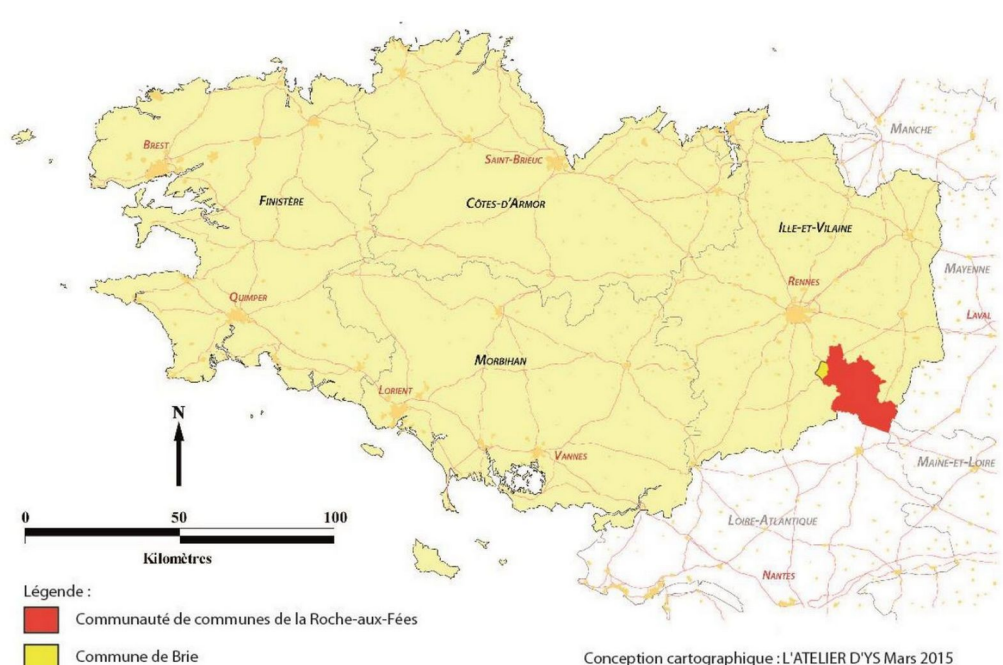 MANCHE
BREST
SAINT-BRIEUC
FINISTÈRE
CÔTES-D'ARMOR
ILLE-ET-VILAINE
MAYENNE
RENNES
QUIMPER
LAVAL
MORBIHAN
LORIENT
N
VANNES
MAINE-ET-LOIRE
0 50 100
LOIRE-ATLANTIQUE
Kilomètres
NANTES
Légende :
Communauté de communes de la Roche-aux-Fées
Commune de Brie
Conception cartographique : L'ATELIER D'YS Mars 2015